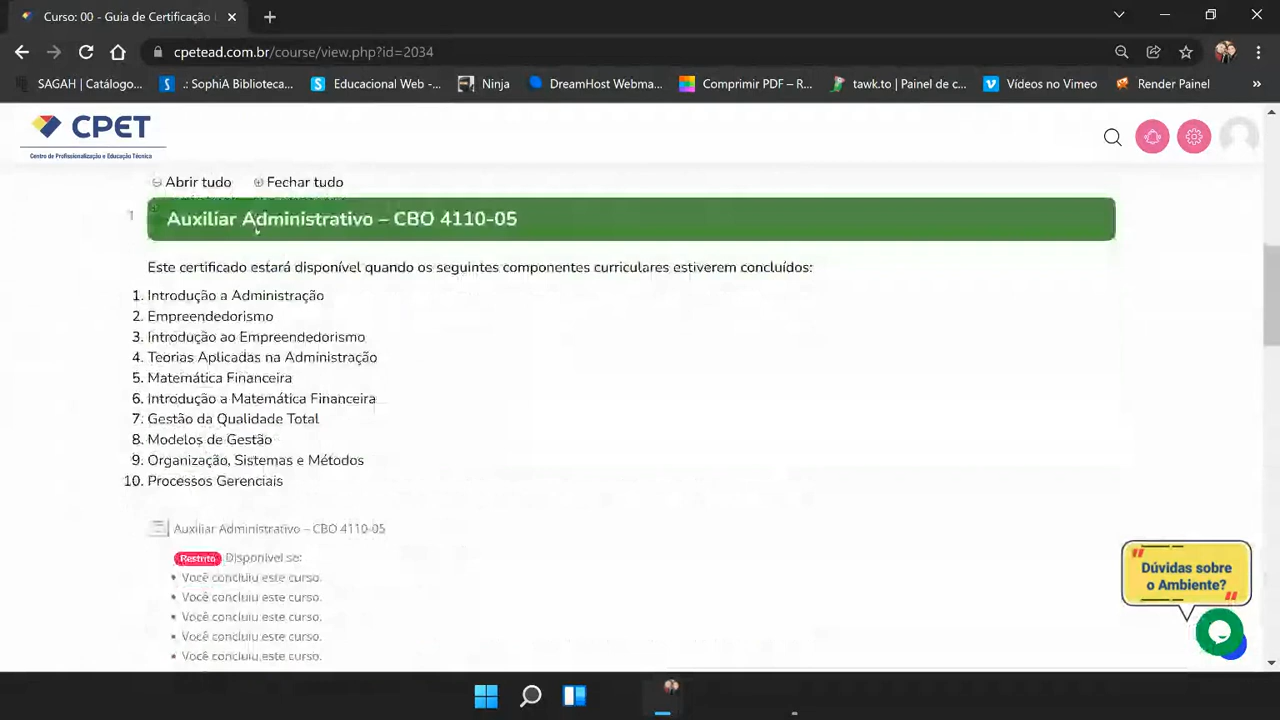 Curso: 00 - Guia de Certificação
cpetead.com.br/course/view.php?id=2034
SAGAH (Catálogo...
.: SophiA Biblioteca...
Educacional Web -...
Ninja
DreamHost Webma...
Comprimir PDF – R...
tawk.to | Painel de c...
Vídeos no Vimeo
Render Painel
»
CPET
Centro de Profissionalização e Educação Técnica
Abrir tudo
Fechar tudo
1
Auxiliar Administrativo – CBO 4110-05
Este certificado estará disponível quando os seguintes componentes curriculares estiverem concluídos:
1. Introdução a Administração
2. Empreendedorismo
3. Introdução ao Empreendedorismo
4. Teorias Aplicadas na Administração
5. Matemática Financeira
6. Introdução a Matemática Financeira
7. Gestão da Qualidade Total
8. Modelos de Gestão
9. Organização, Sistemas e Métodos
10. Processos Gerenciais
Auxiliar Administrativo – CBO 4110-05
Restrito Disponível se:
• Você concluiu este curso.
• Você concluiu este curso.
• Você concluiu este curso.
• Você concluiu este curso.
• Você concluiu este curso.
Dúvidas sobre
o Ambiente?